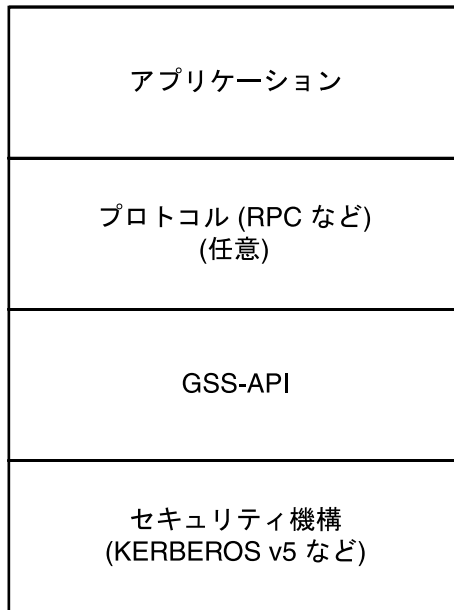 アプリケーション
プロトコル (RPC など)
(任意)
GSS-API
セキュリティ機構
(KERBEROS v5 など)